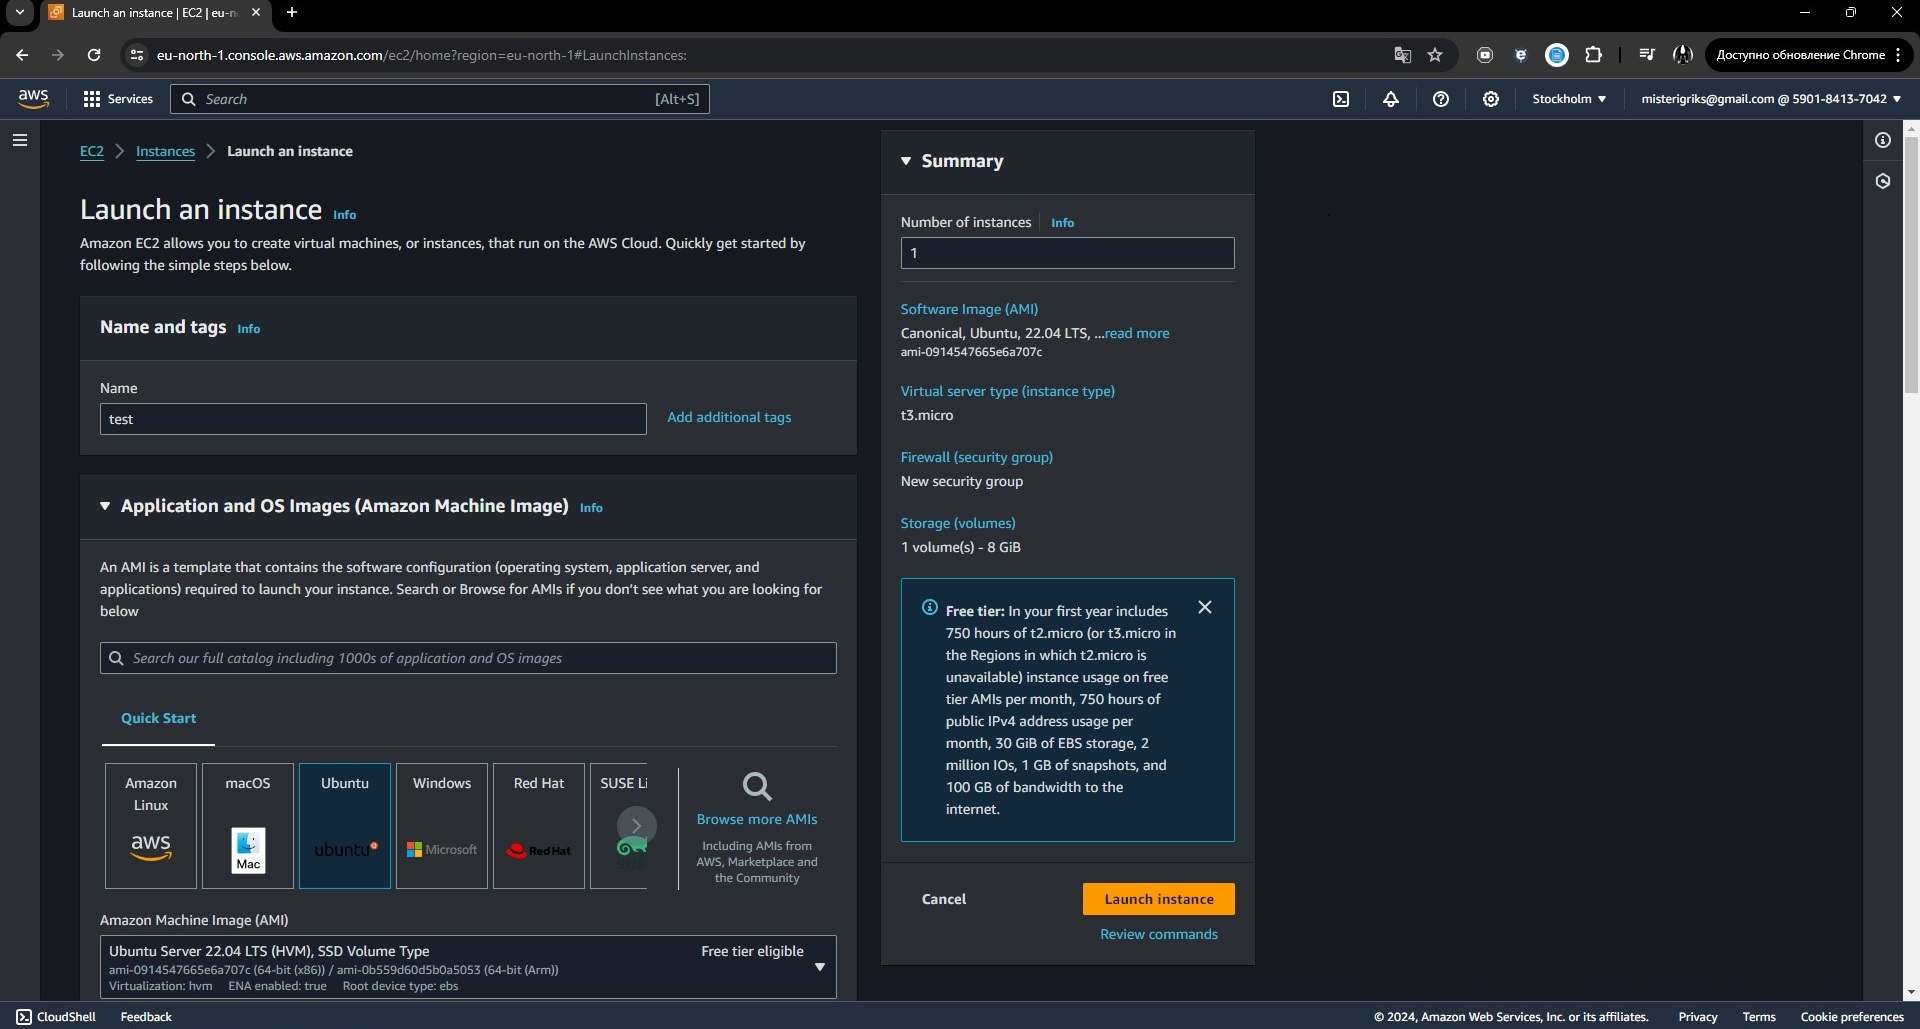 Launch an instance | EC2 | eu-n
eu-north-1.console.aws.amazon.com/ec2/home?region=eu-north-1#LaunchInstances:
Доступно обновление Chrome
aws
Services
Search
[Alt+S]
Stockholm
misterigriks@gmail.com @ 5901-8413-7042
EC2
Instances
Launch an instance
Launch an instance Info
Amazon EC2 allows you to create virtual machines, or instances, that run on the AWS Cloud. Quickly get started by
following the simple steps below.
Name and tags Info
Name
test
Add additional tags
Application and OS Images (Amazon Machine Image) Info
An AMI is a template that contains the software configuration (operating system, application server, and
applications) required to launch your instance. Search or Browse for AMIs if you don't see what you are looking for
below
Search our full catalog including 1000s of application and OS images
Quick Start
Amazon
Linux
aws
macOS
Mac
Ubuntu
ubuntu
Windows
Microsoft
Red Hat
Red Hat
SUSE Li
SUS
Browse more AMIs
Including AMIs from
AWS, Marketplace and
the Community
Amazon Machine Image (AMI)
Ubuntu Server 22.04 LTS (HVM), SSD Volume Type
Free tier eligible
ami-0914547665e6a707c (64-bit (x86)) / ami-0b559d60d5b0a5053 (64-bit (Arm))
Virtualization: hvm ENA enabled: true Root device type: ebs
Summary
Number of instances Info
1
Software Image (AMI)
Canonical, Ubuntu, 22.04 LTS, ...read more
ami-0914547665e6a707c
Virtual server type (instance type)
t3.micro
Firewall (security group)
New security group
Storage (volumes)
1 volume(s) - 8 GiB
Free tier: In your first year includes
750 hours of t2.micro (or t3.micro in
the Regions in which t2.micro is
unavailable) instance usage on free
tier AMIs per month, 750 hours of
public IPv4 address usage per
month, 30 GiB of EBS storage, 2
million IOs, 1 GB of snapshots, and
100 GB of bandwidth to the
internet.
Cancel
Launch instance
Review commands
CloudShell
Feedback
© 2024, Amazon Web Services, Inc. or its affiliates.
Privacy
Terms
Cookie preferences